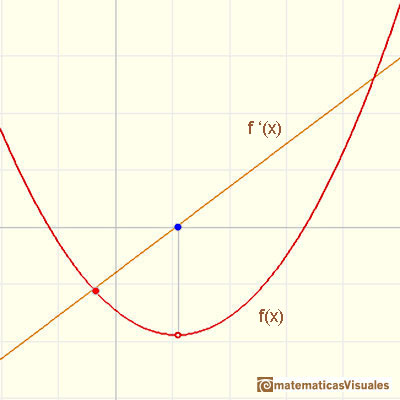 f ‘(x)
f(x)
matematicasVisuales